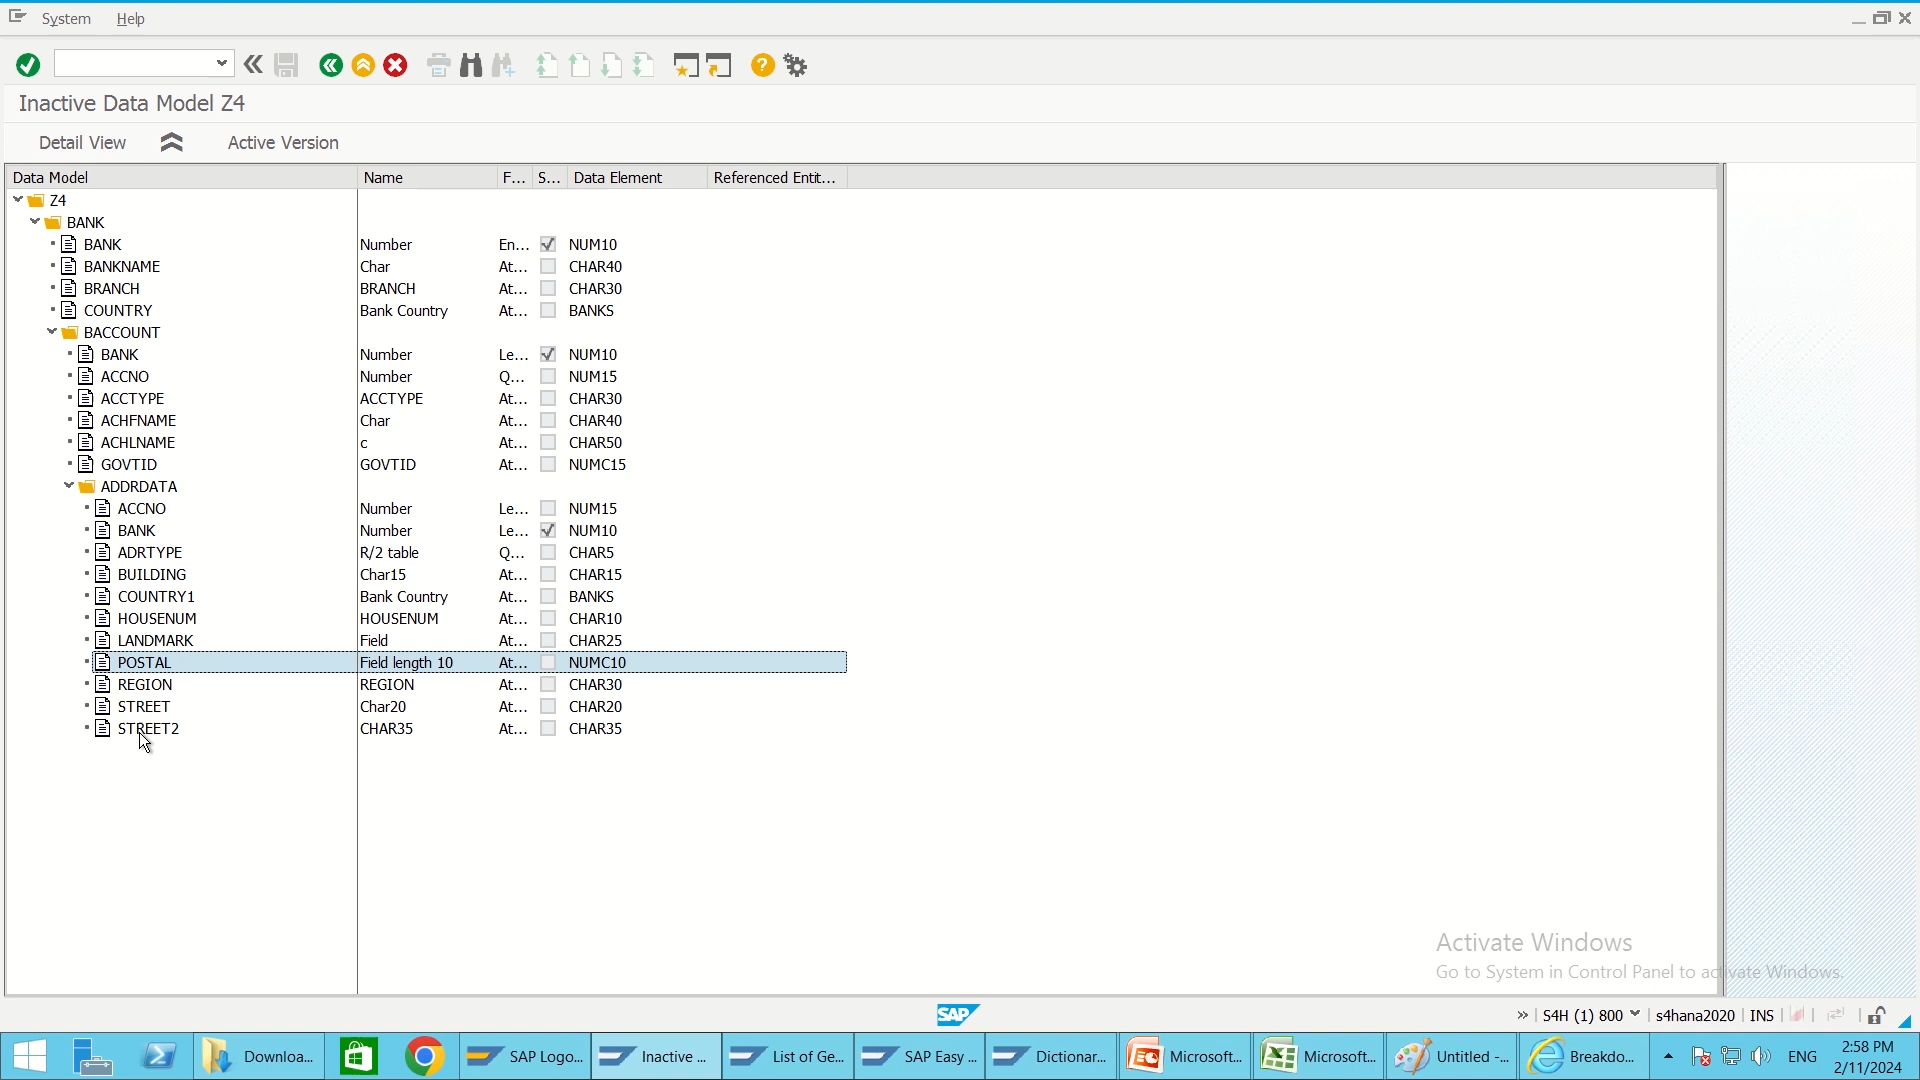 System Help
Inactive Data Model Z4
Detail View Active Version
Data Model Name F... S... Data Element Referenced Entit...
Z4
BANK
BANK Number En... NUM10
BANKNAME Char At... CHAR40
BRANCH BRANCH At... CHAR30
COUNTRY Bank Country At... BANKS
BACCOUNT
BANK Number Le... NUM10
ACCNO Number Q... NUM15
ACCTYPE ACCTYPE At... CHAR30
ACHFNAME Char At... CHAR40
ACHLNAME c At... CHAR50
GOVTID GOVTID At... NUMC15
ADDRDATA
ACCNO Number Le... NUM15
BANK Number Le... NUM10
ADRTYPE R/2 table Q... CHAR5
BUILDING Char15 At... CHAR15
COUNTRY1 Bank Country At... BANKS
HOUSENUM HOUSENUM At... CHAR10
LANDMARK Field At... CHAR25
POSTAL Field length 10 At... NUMC10
REGION REGION At... CHAR30
STREET Char20 At... CHAR20
STREET2 CHAR35 At... CHAR35
Activate Windows
Go to System in Control Panel to activate Windows.
SAP S4H (1) 800 s4hana2020 INS
Downloa... SAP Logo... Inactive ... List of Ge... SAP Easy ... Dictionar... Microsoft... Microsoft... Untitled -... Breakdo... ENG 2:58 PM
2/11/2024